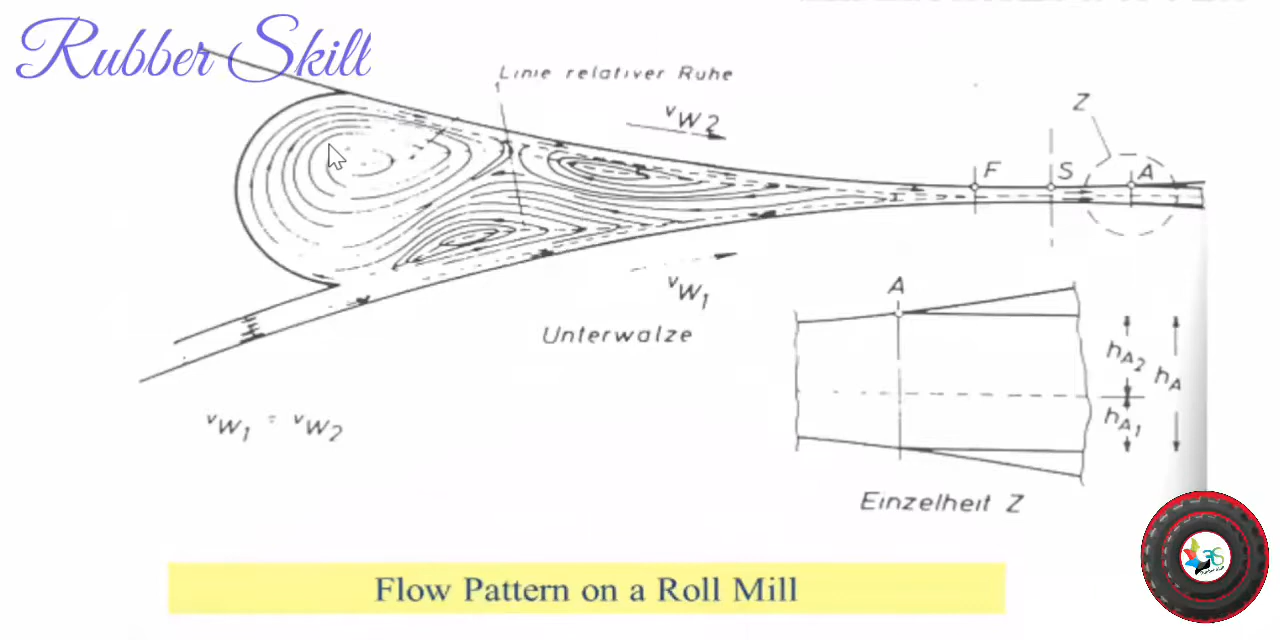 Rubber Skill
Linie relativer Ruhe
vW2
Z
F
S
A
vW1
Unterwalze
A
hA2
hA
hA1
vW1 = vW2
Einzelheit Z
Flow Pattern on a Roll Mill